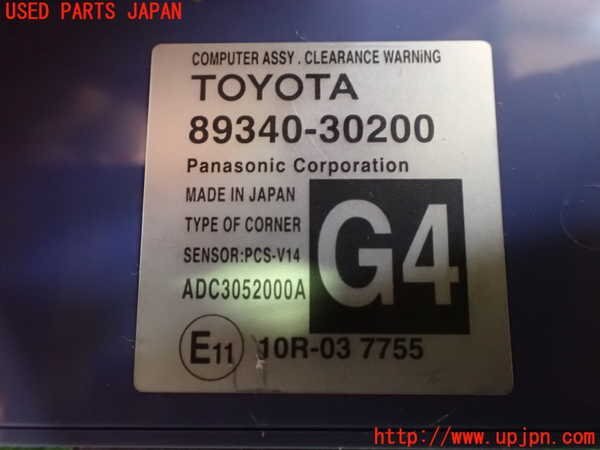 USED PARTS JAPAN
COMPUTER ASSY . CLEARANCE WARNiNG
TOYOTA
89340-30200
Panasonic Corporation
MADE IN JAPAN
TYPE OF CORNER
SENSOR:PCS-V14
ADC3052000A
G4
E11 10R-03 7755
http://www.upjpn.com